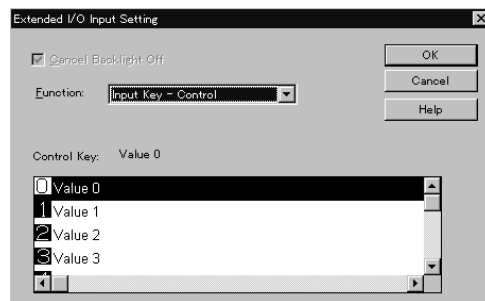 Extended I/O Input Setting
Cancel Backlight Off
OK
Cancel
Help
Function: Input Key - Control
Control Key: Value 0
0 Value 0
1 Value 1
2 Value 2
3 Value 3